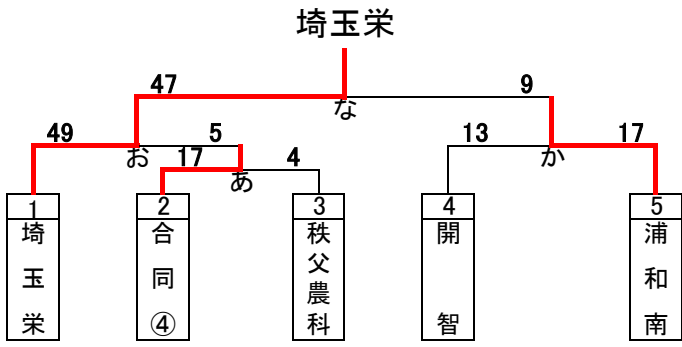 埼玉栄
47 9
な
49 5 13 17
お か
17 4
あ
1 2 3 4 5
埼玉栄
合同④
秩父農科
開智
浦和南